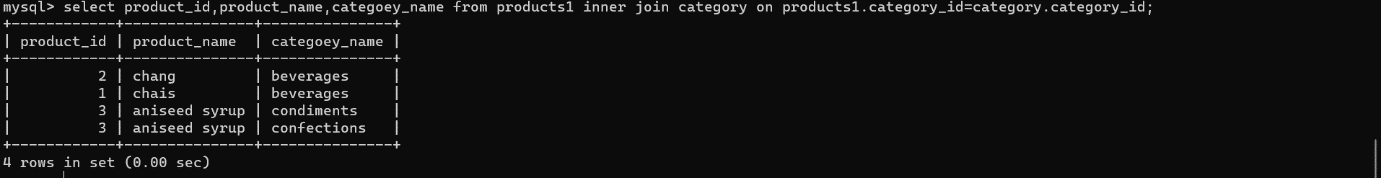 mysql> select product_id,product_name,categoey_name from products1 inner join category on products1.category_id=category.category_id;
+------------+---------------+---------------+
| product_id | product_name  | categoey_name |
+------------+---------------+---------------+
|          2 | chang         | beverages     |
|          1 | chais         | beverages     |
|          3 | aniseed syrup | condiments    |
|          3 | aniseed syrup | confections   |
+------------+---------------+---------------+
4 rows in set (0.00 sec)